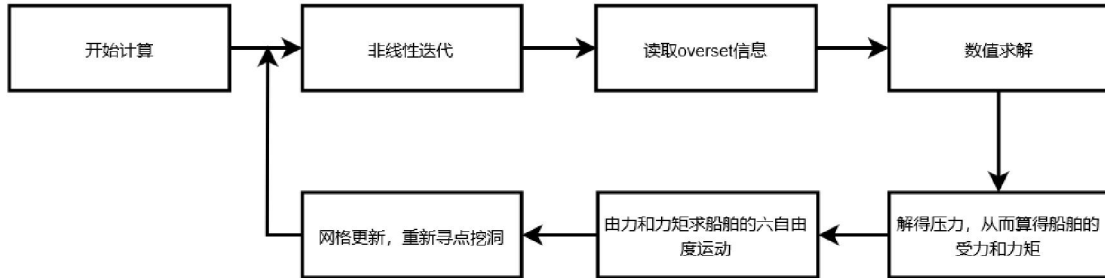 开始计算
非线性迭代
读取overset信息
数值求解
解得压力，从而算得船舶的
受力和力矩
由力和力矩求船舶的六自由
度运动
网格更新，重新寻点挖洞